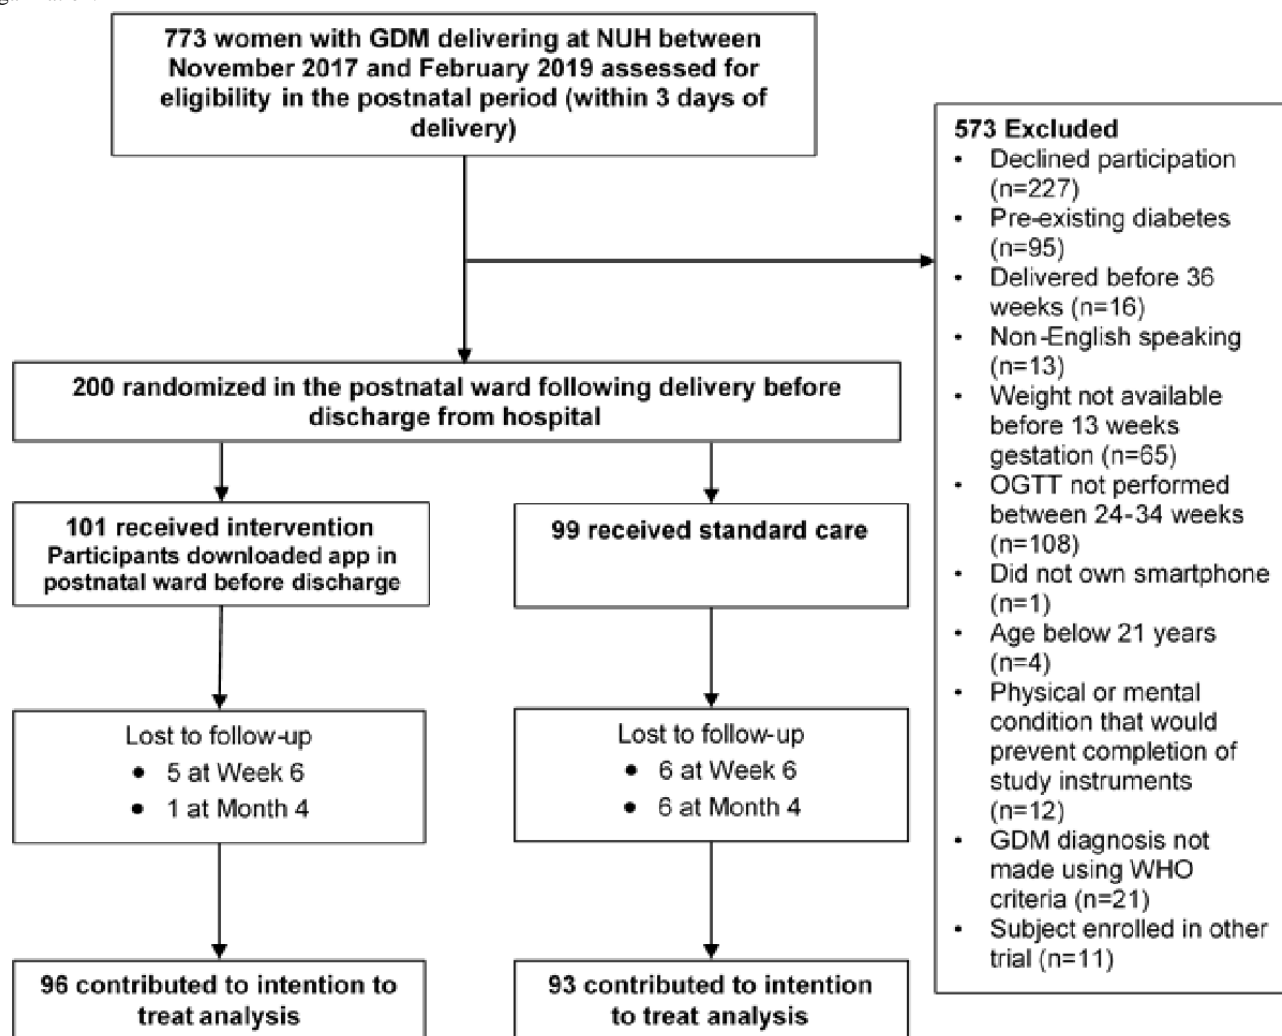 773 women with GDM delivering at NUH between
November 2017 and February 2019 assessed for
eligibility in the postnatal period (within 3 days of
delivery)
573 Excluded
• Declined participation
(n=227)
• Pre-existing diabetes
(n=95)
• Delivered before 36
weeks (n=16)
• Non-English speaking
(n=13)
• Weight not available
before 13 weeks
gestation (n=65)
• OGTT not performed
between 24-34 weeks
(n=108)
• Did not own smartphone
(n=1)
• Age below 21 years
(n=4)
• Physical or mental
condition that would
prevent completion of
study instruments
(n=12)
• GDM diagnosis not
made using WHO
criteria (n=21)
• Subject enrolled in other
trial (n=11)
200 randomized in the postnatal ward following delivery before
discharge from hospital
101 received intervention
Participants downloaded app in
postnatal ward before discharge
99 received standard care
Lost to follow-up
• 5 at Week 6
• 1 at Month 4
Lost to follow-up
• 6 at Week 6
• 6 at Month 4
96 contributed to intention to
treat analysis
93 contributed to intention
to treat analysis